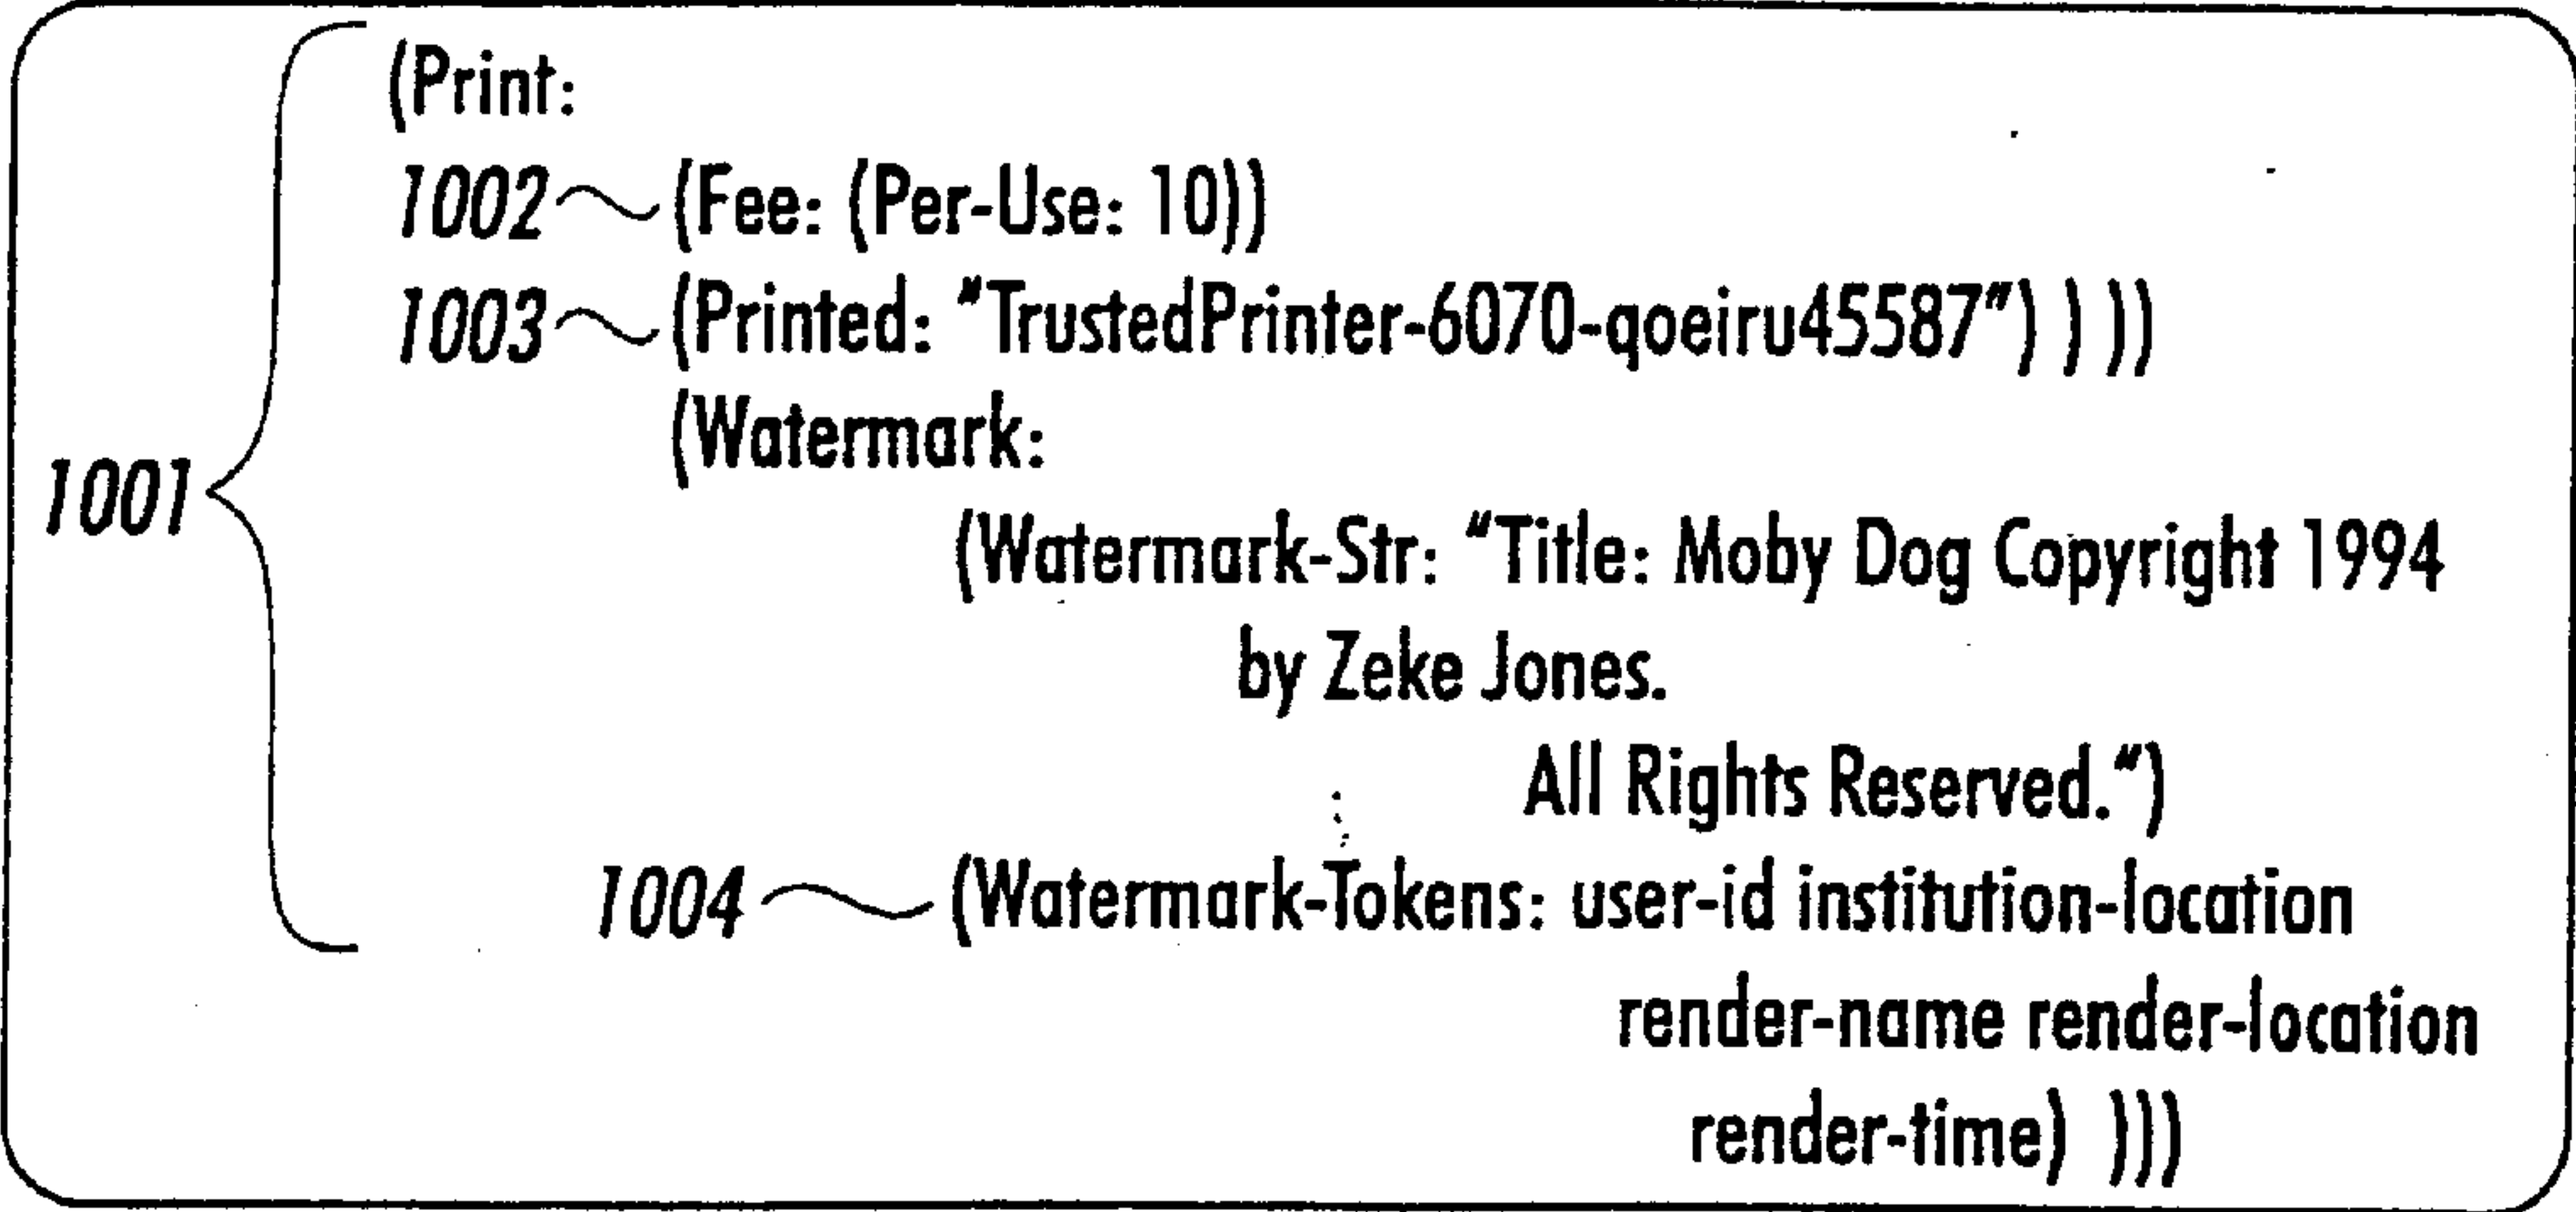 (Print:
1002 (Fee: (Per-Use: 10))
1003 (Printed: "TrustedPrinter-6070-qoeiru45587") ) ))
(Watermark:
1001
(Watermark-Str: "Title: Moby Dog Copyright 1994
by Zeke Jones.
All Rights Reserved.")
1004 (Watermark-Tokens: user-id institution-location
render-name render-location
render-time) )))